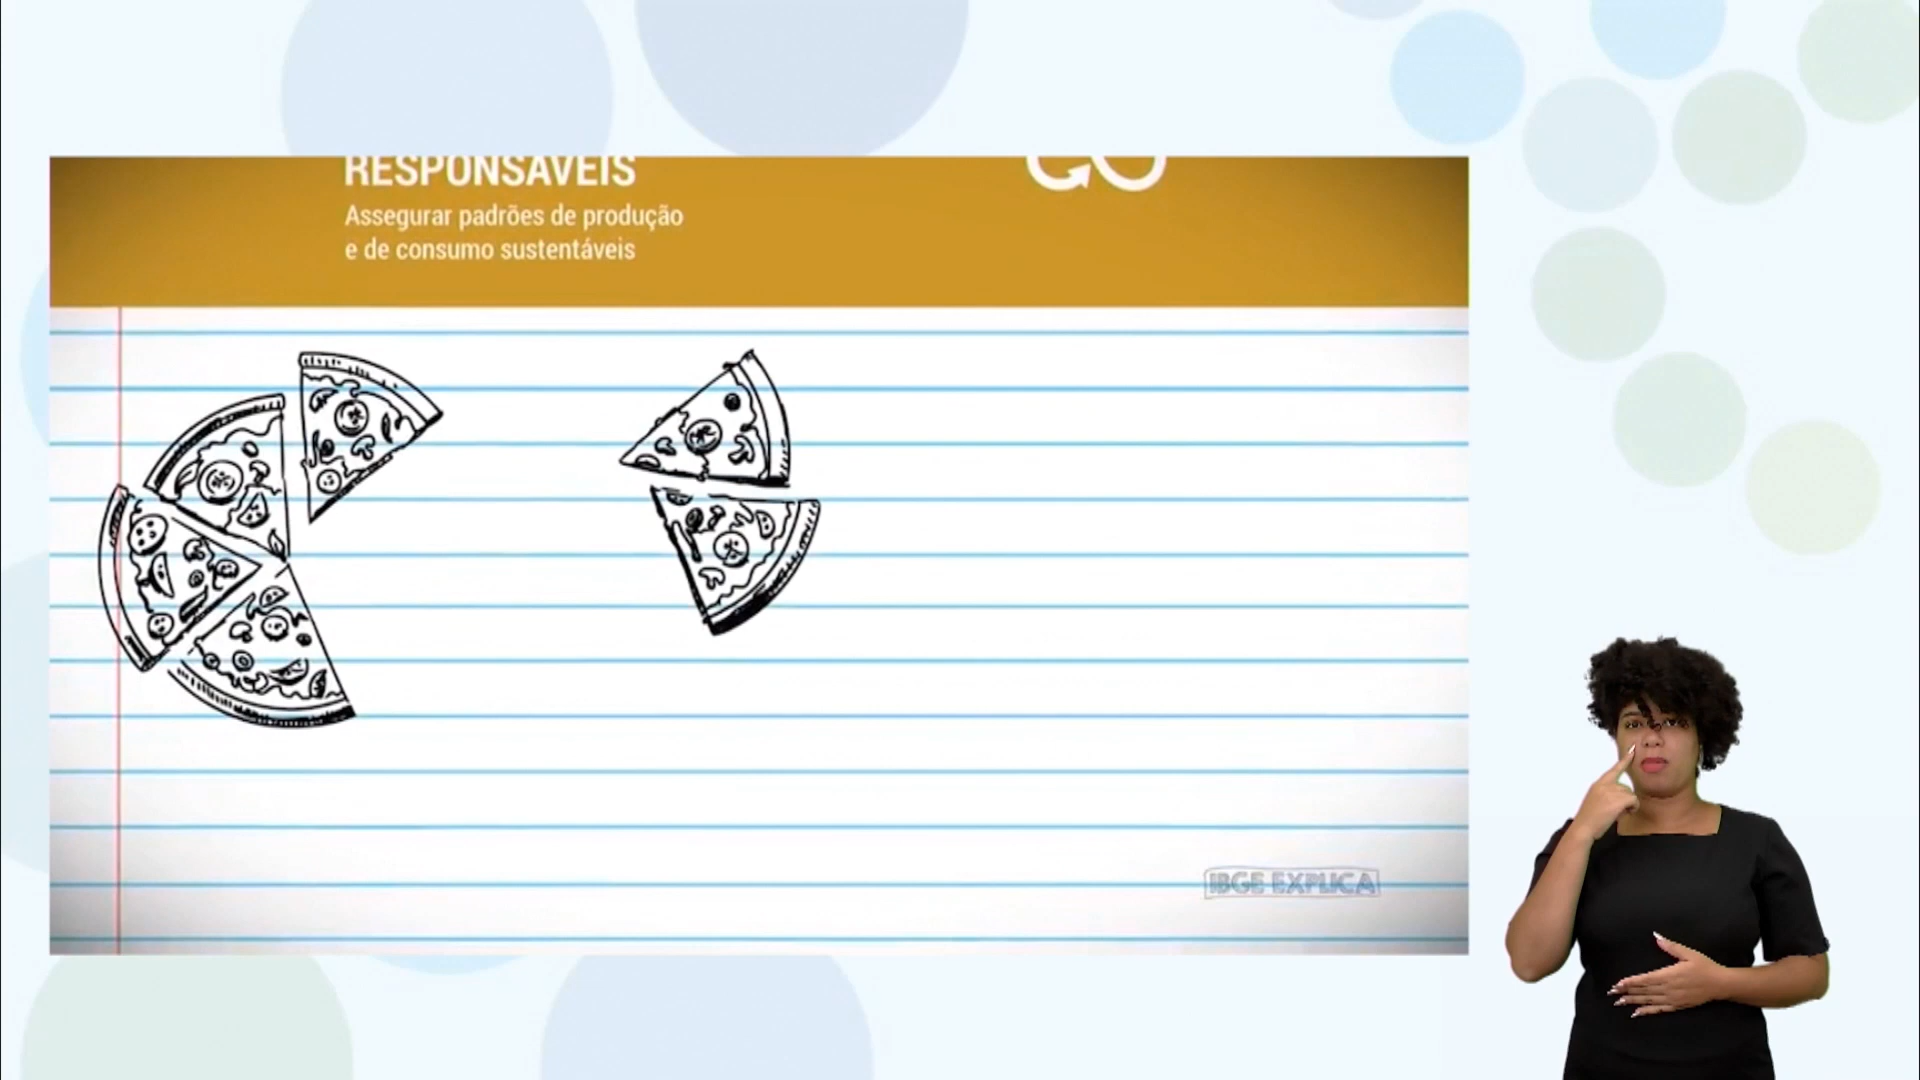 RESPONSÁVEIS
Assegurar padrões de produção
e de consumo sustentáveis
IBGE EXPLICA